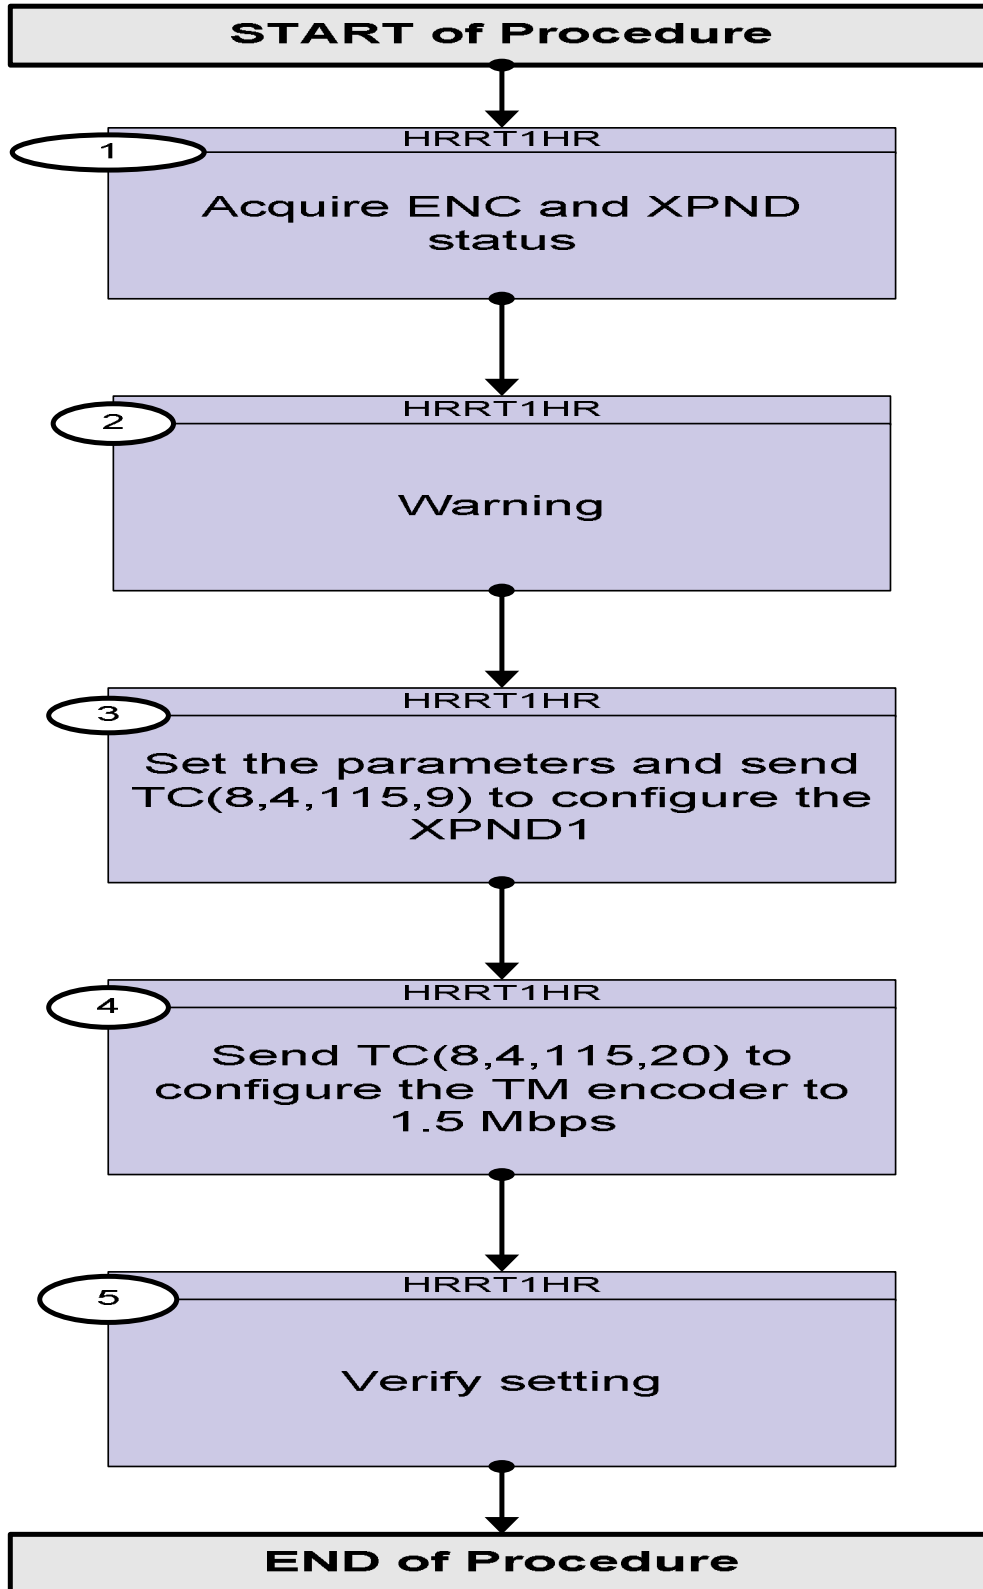 START of Procedure
HRRT1HR
1
Acquire ENC and XPND
status
HRRT1HR
2
Warning
HRRT1HR
3
Set the parameters and send
TC(8,4,115,9) to configure the
XPND1
HRRT1HR
4
Send TC(8,4,115,20) to
configure the TM encoder to
1.5 Mbps
HRRT1HR
5
Verify setting
END of Procedure